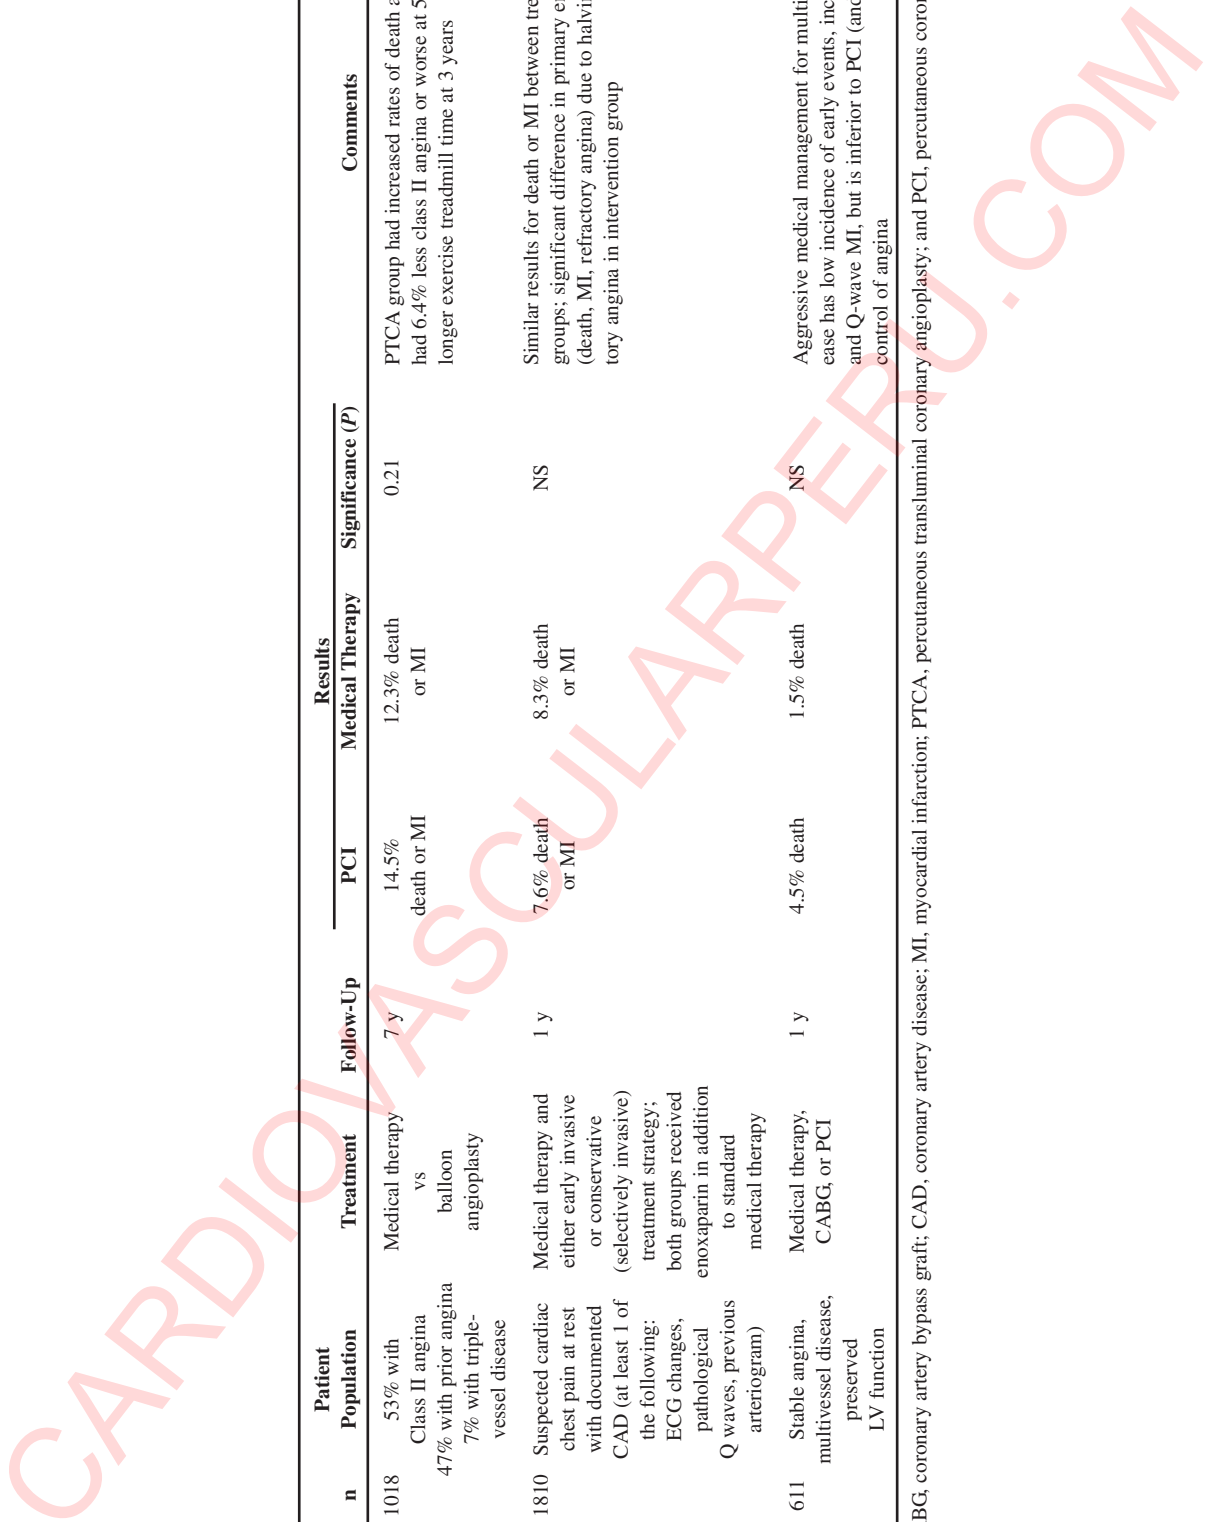 Patient
Results
n Population Treatment Follow-Up PCI Medical Therapy Significance (P) Comments
1018 53% with Medical therapy 7 y 14.5% 12.3% death 0.21 PTCA group had increased rates of death
Class II angina vs death or MI or MI had 6.4% less class II angina or worse at 5
47% with prior angina balloon longer exercise treadmill time at 3 years
7% with triple- angioplasty
vessel disease
1810 Suspected cardiac Medical therapy and 1 y 7.6% death 8.3% death NS Similar results for death or MI between
chest pain at rest either early invasive or MI or MI groups; significant difference in primary
with documented or conservative (death, MI, refractory angina) due to
CAD (at least 1 of (selectively invasive) tory angina in intervention group
the following: treatment strategy;
ECG changes, both groups received
pathological enoxaparin in addition
Q waves, previous to standard
arteriogram) medical therapy
611 Stable angina, Medical therapy, 1 y 4.5% death 1.5% death NS Aggressive medical management for
multivessel disease, CABG, or PCI ease has low incidence of early events,
preserved and Q-wave MI, but is inferior to PCI
LV function control of angina
BG, coronary artery bypass graft; CAD, coronary artery disease; MI, myocardial infarction; PTCA, percutaneous transluminal coronary angioplasty; and PCI, percutaneous
CARDIOVASCULARPERU.COM